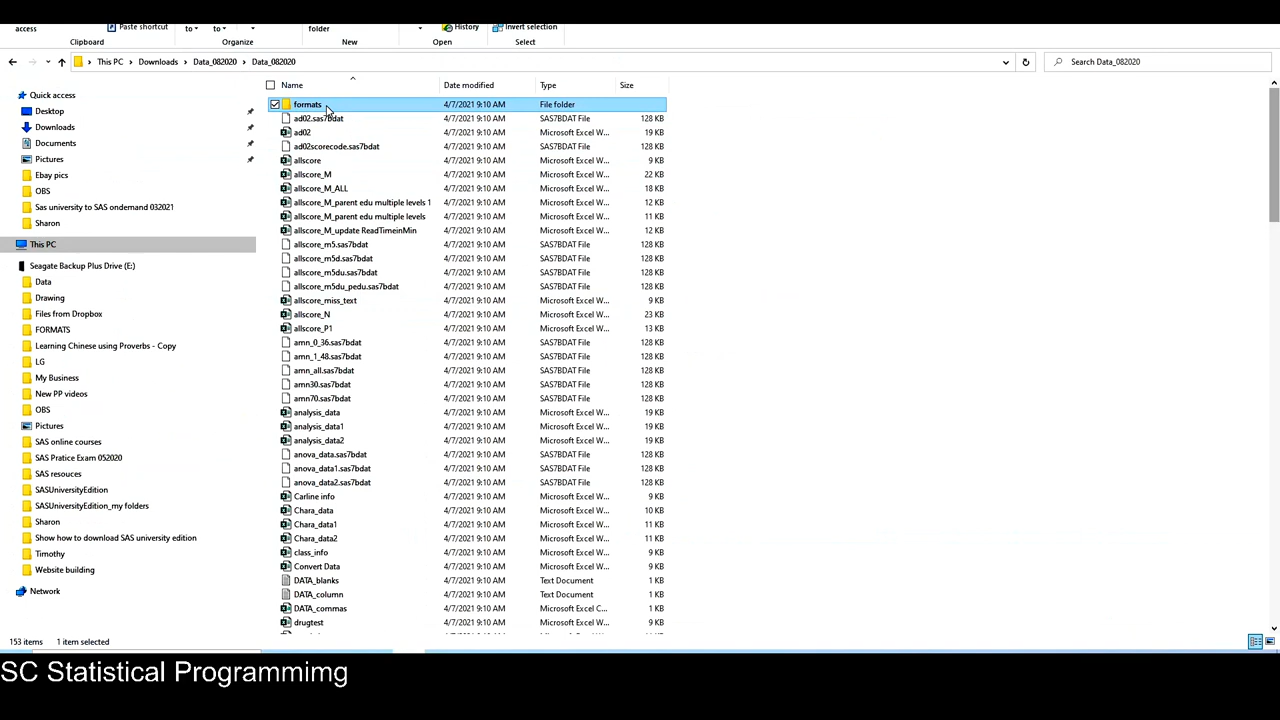 access
Paste shortcut
to
to
folder
History
Invert selection
Clipboard
Organize
New
Open
Select
This PC > Downloads > Data_082020 > Data_082020
Search Data_082020
Name
Date modified
Type
Size
Quick access
Desktop
Downloads
Documents
Pictures
Ebay pics
OBS
Sas university to SAS ondemand 032021
Sharon
This PC
Seagate Backup Plus Drive (E:)
Data
Drawing
Files from Dropbox
FORMATS
Learning Chinese using Proverbs - Copy
LG
My Business
New PP videos
OBS
Pictures
SAS online courses
SAS Pratice Exam 052020
SAS resouces
SASUniversityEdition
SASUniversityEdition_my folders
Sharon
Show how to download SAS university edition
Timothy
Website building
Network
formats 4/7/2021 9:10 AM File folder
ad02.sas7bdat 4/7/2021 9:10 AM SAS7BDAT File 128 KB
ad02 4/7/2021 9:10 AM Microsoft Excel W... 19 KB
ad02scorecode.sas7bdat 4/7/2021 9:10 AM SAS7BDAT File 128 KB
allscore 4/7/2021 9:10 AM Microsoft Excel W... 9 KB
allscore_M 4/7/2021 9:10 AM Microsoft Excel W... 22 KB
allscore_M_ALL 4/7/2021 9:10 AM Microsoft Excel W... 18 KB
allscore_M_parent edu multiple levels 1 4/7/2021 9:10 AM Microsoft Excel W... 12 KB
allscore_M_parent edu multiple levels 4/7/2021 9:10 AM Microsoft Excel W... 11 KB
allscore_M_update ReadTimeinMin 4/7/2021 9:10 AM Microsoft Excel W... 12 KB
allscore_m5.sas7bdat 4/7/2021 9:10 AM SAS7BDAT File 128 KB
allscore_m5d.sas7bdat 4/7/2021 9:10 AM SAS7BDAT File 128 KB
allscore_m5du.sas7bdat 4/7/2021 9:10 AM SAS7BDAT File 128 KB
allscore_m5du_pedu.sas7bdat 4/7/2021 9:10 AM SAS7BDAT File 128 KB
allscore_miss_text 4/7/2021 9:10 AM Microsoft Excel W... 9 KB
allscore_N 4/7/2021 9:10 AM Microsoft Excel W... 23 KB
allscore_P1 4/7/2021 9:10 AM Microsoft Excel W... 13 KB
amn_0_36.sas7bdat 4/7/2021 9:10 AM SAS7BDAT File 128 KB
amn_1_48.sas7bdat 4/7/2021 9:10 AM SAS7BDAT File 128 KB
amn_all.sas7bdat 4/7/2021 9:10 AM SAS7BDAT File 128 KB
amn30.sas7bdat 4/7/2021 9:10 AM SAS7BDAT File 128 KB
amn70.sas7bdat 4/7/2021 9:10 AM SAS7BDAT File 128 KB
analysis_data 4/7/2021 9:10 AM Microsoft Excel W... 19 KB
analysis_data1 4/7/2021 9:10 AM Microsoft Excel W... 19 KB
analysis_data2 4/7/2021 9:10 AM Microsoft Excel W... 19 KB
anova_data.sas7bdat 4/7/2021 9:10 AM SAS7BDAT File 128 KB
anova_data1.sas7bdat 4/7/2021 9:10 AM SAS7BDAT File 128 KB
anova_data2.sas7bdat 4/7/2021 9:10 AM SAS7BDAT File 128 KB
Carline info 4/7/2021 9:10 AM Microsoft Excel W... 9 KB
Chara_data 4/7/2021 9:10 AM Microsoft Excel W... 10 KB
Chara_data1 4/7/2021 9:10 AM Microsoft Excel W... 11 KB
Chara_data2 4/7/2021 9:10 AM Microsoft Excel W... 11 KB
class_info 4/7/2021 9:10 AM Microsoft Excel W... 9 KB
Convert Data 4/7/2021 9:10 AM Microsoft Excel W... 9 KB
DATA_blanks 4/7/2021 9:10 AM Text Document 1 KB
DATA_column 4/7/2021 9:10 AM Text Document 1 KB
DATA_commas 4/7/2021 9:10 AM Microsoft Excel C... 1 KB
drugtest 4/7/2021 9:10 AM Microsoft Excel W... 9 KB
153 items 1 item selected
SC Statistical Programmimg